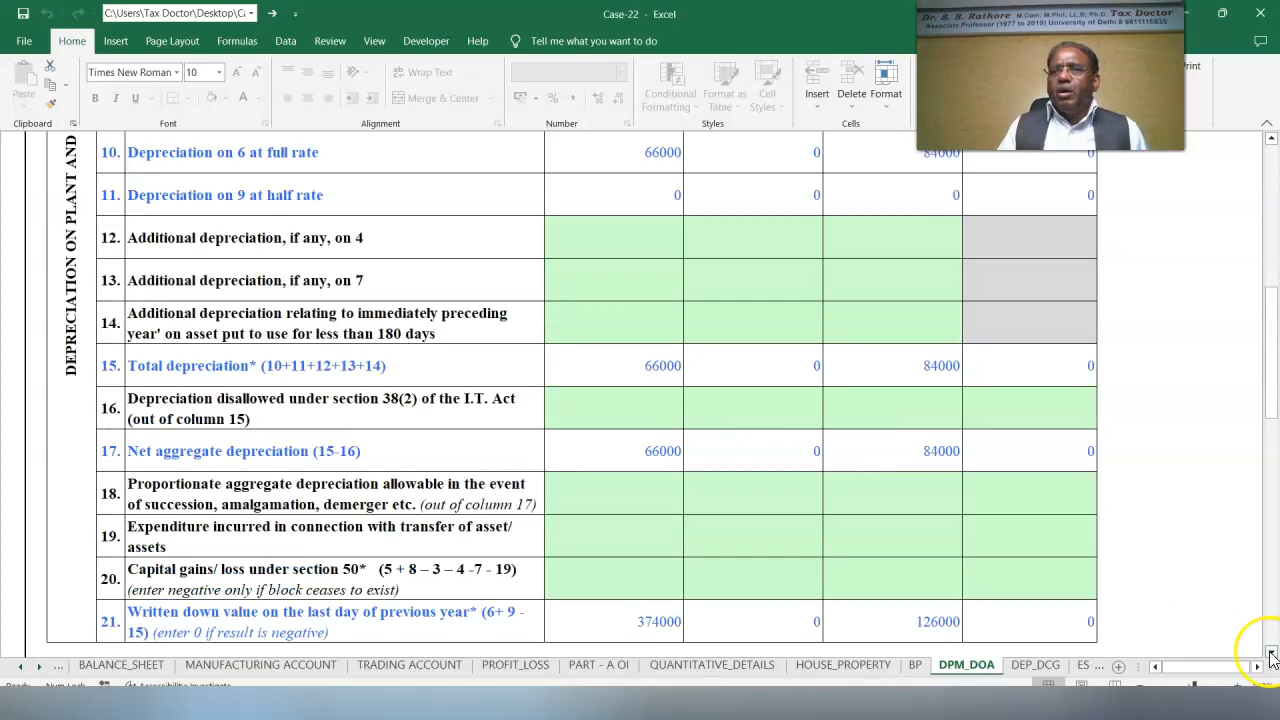 C:\Users\Tax Doctor\Desktop\Ca
Case-22 - Excel
Dr. S. B. Rathore M.Com; M.Phil; LL.B; Ph.D. Tax Doctor
Associate Professor (1977 to 2019) University of Delhi # 9811116835
File Home Insert Page Layout Formulas Data Review View Developer Help Tell me what you want to do
Paste
Times New Roman 10
B I U
Wrap Text
Merge & Center
Conditional Formatting
Format as Table
Cell Styles
Insert Delete Format
Print
Clipboard Font Alignment Number Styles Cells
DEPRECIATION ON PLANT AND
10. Depreciation on 6 at full rate 66000 0 84000 0
11. Depreciation on 9 at half rate 0 0 0 0
12. Additional depreciation, if any, on 4
13. Additional depreciation, if any, on 7
14. Additional depreciation relating to immediately preceding
year' on asset put to use for less than 180 days
15. Total depreciation* (10+11+12+13+14) 66000 0 84000 0
16. Depreciation disallowed under section 38(2) of the I.T. Act
(out of column 15)
17. Net aggregate depreciation (15-16) 66000 0 84000 0
18. Proportionate aggregate depreciation allowable in the event
of succession, amalgamation, demerger etc. (out of column 17)
19. Expenditure incurred in connection with transfer of asset/
assets
20. Capital gains/ loss under section 50* (5 + 8 – 3 – 4 -7 - 19)
(enter negative only if block ceases to exist)
21. Written down value on the last day of previous year* (6+ 9 -
15) (enter 0 if result is negative) 374000 0 126000 0
... BALANCE_SHEET MANUFACTURING ACCOUNT TRADING ACCOUNT PROFIT_LOSS PART - A OI QUANTITATIVE_DETAILS HOUSE_PROPERTY BP DPM_DOA DEP_DCG ES ...